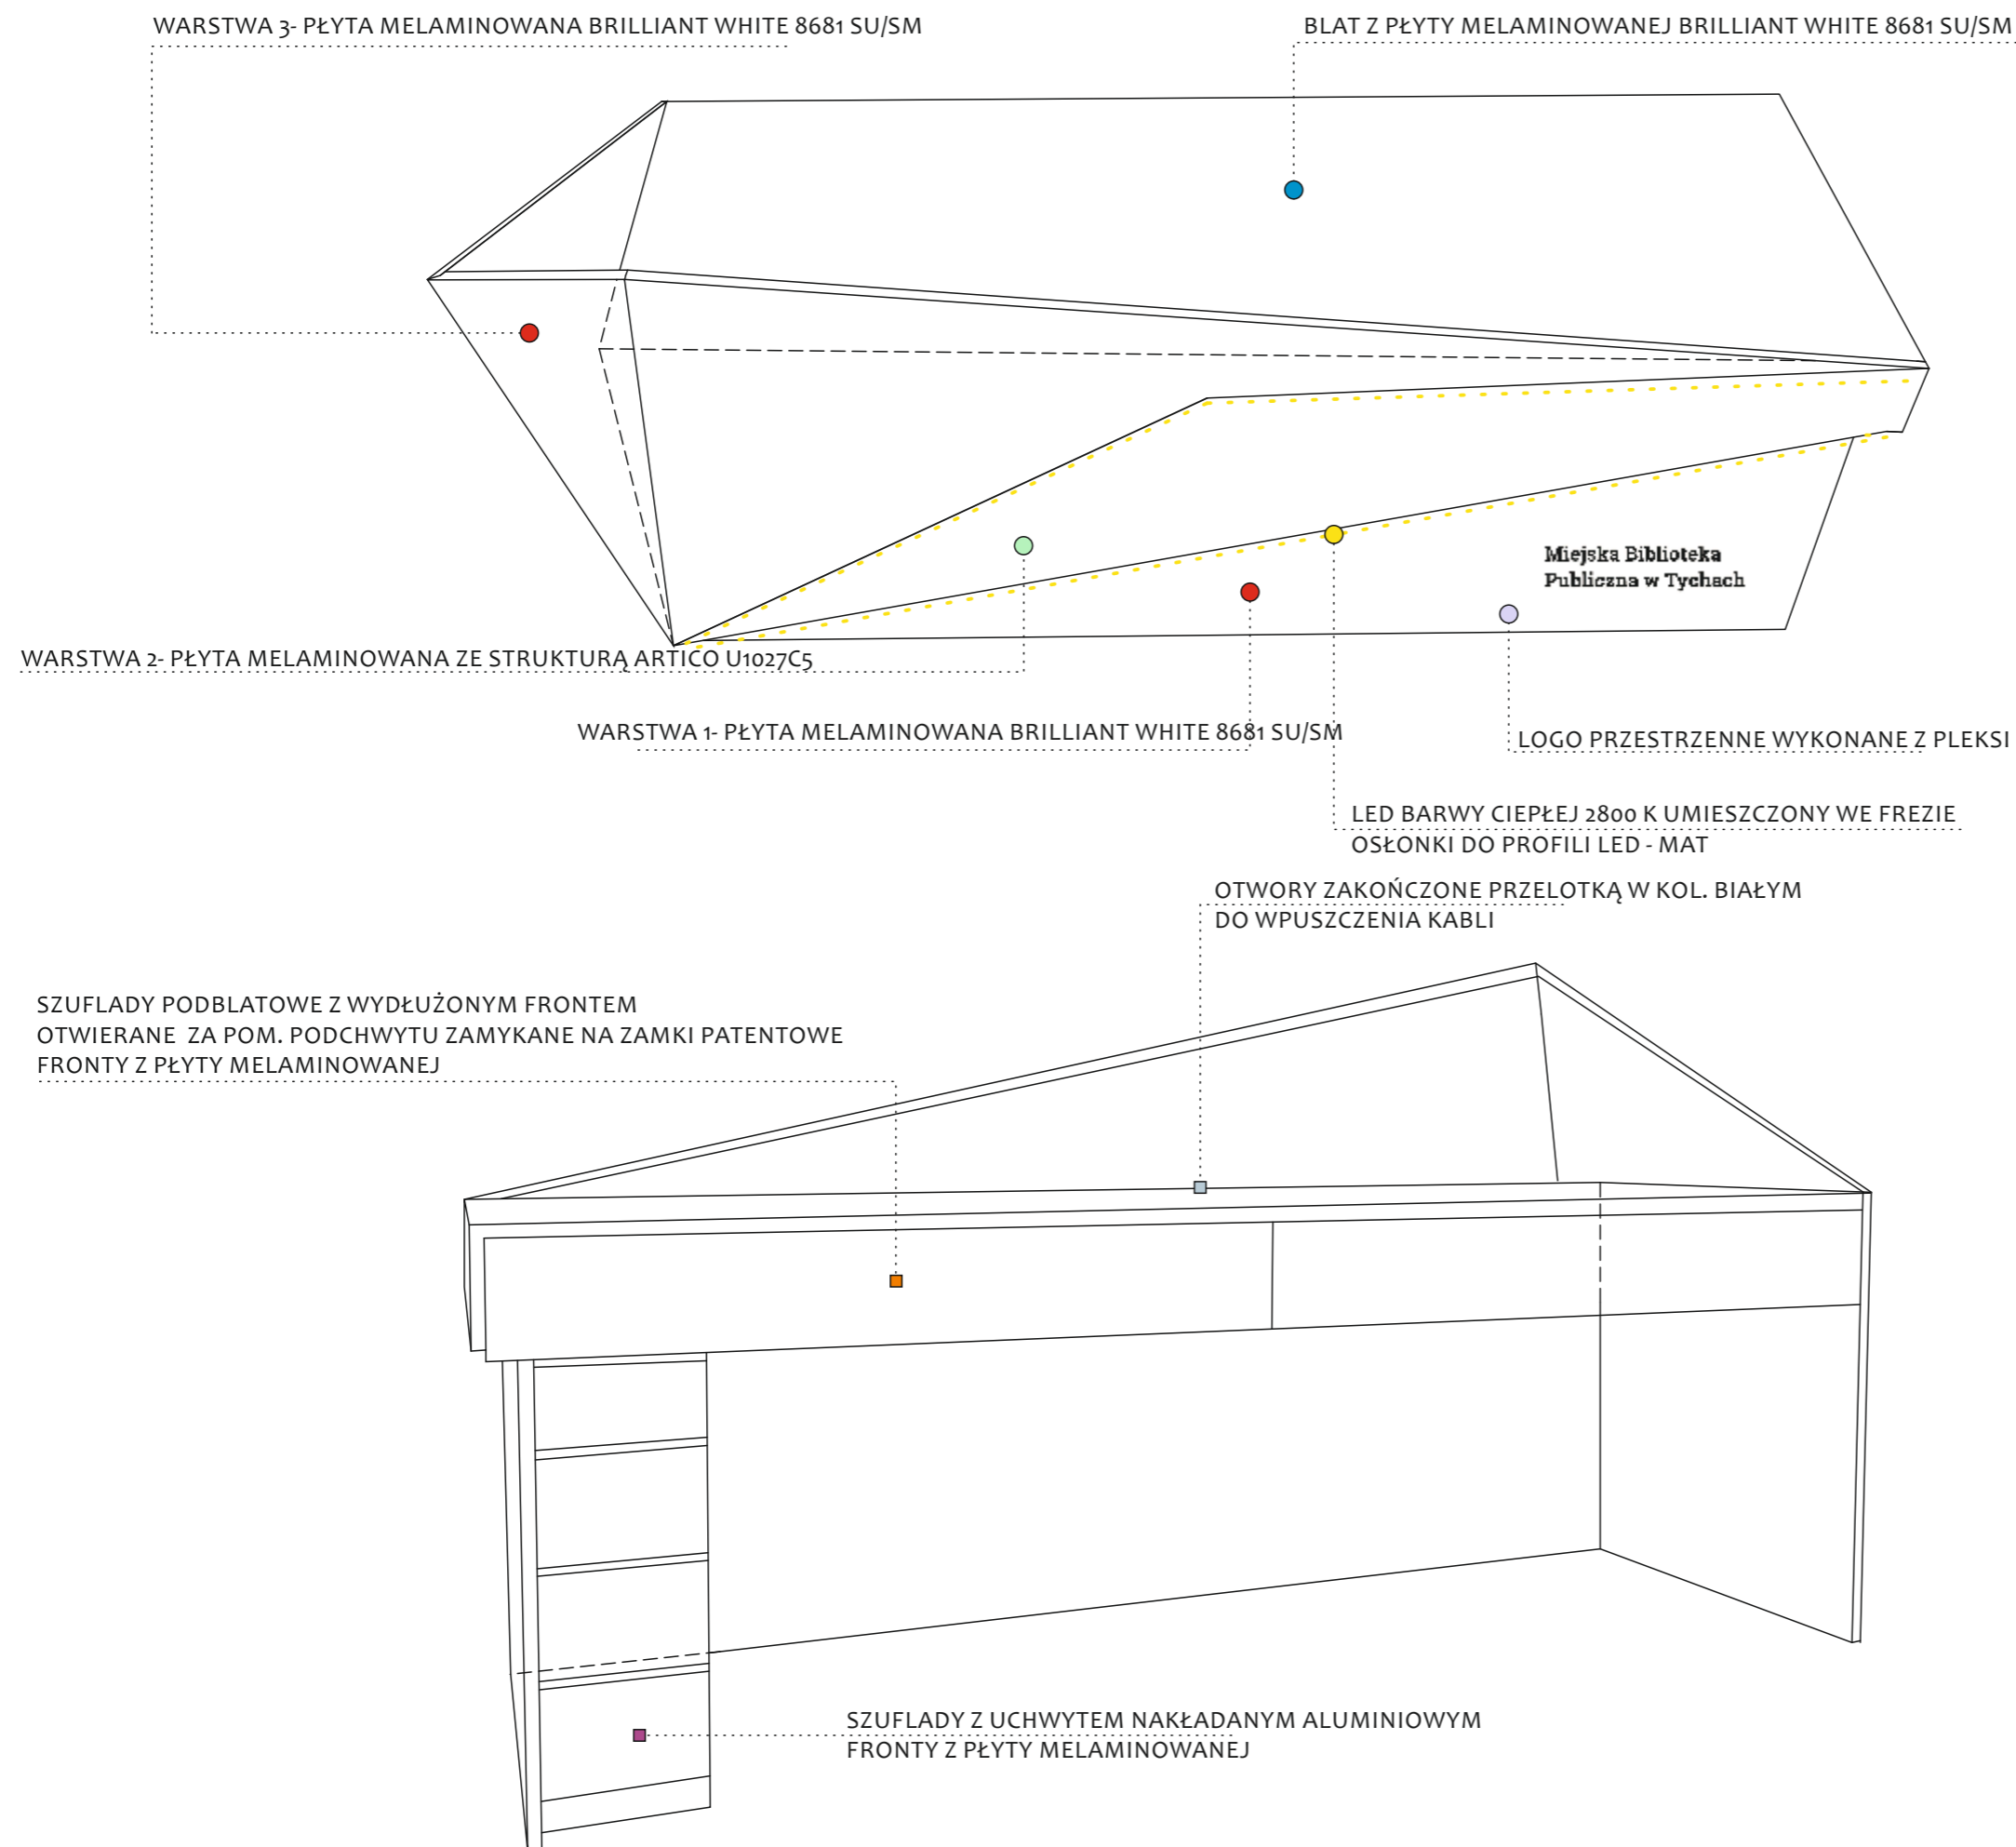 WARSTWA 3- PŁYTA MELAMINOWANA BRILLIANT WHITE 8681 SU/SM
BLAT Z PŁYTY MELAMINOWANEJ BRILLIANT WHITE 8681 SU/SM
Miejska Biblioteka
Publiczna w Tychach
WARSTWA 2- PŁYTA MELAMINOWANA ZE STRUKTURĄ ARTICO U1027C5
WARSTWA 1- PŁYTA MELAMINOWANA BRILLIANT WHITE 8681 SU/SM
LOGO PRZESTRZENNE WYKONANE Z PLEKSI
LED BARWY CIEPŁEJ 2800 K UMIESZCZONY WE FREZIE
OSŁONKI DO PROFILI LED - MAT
OTWORY ZAKOŃCZONE PRZELOTKĄ W KOL. BIAŁYM
DO WPUSZCZENIA KABLI
SZUFLADY PODBLATOWE Z WYDŁUŻONYM FRONTEM
OTWIERANE ZA POM. PODCHWYTU ZAMYKANE NA ZAMKI PATENTOWE
FRONTY Z PŁYTY MELAMINOWANEJ
SZUFLADY Z UCHWYTEM NAKŁADANYM ALUMINIOWYM
FRONTY Z PŁYTY MELAMINOWANEJ